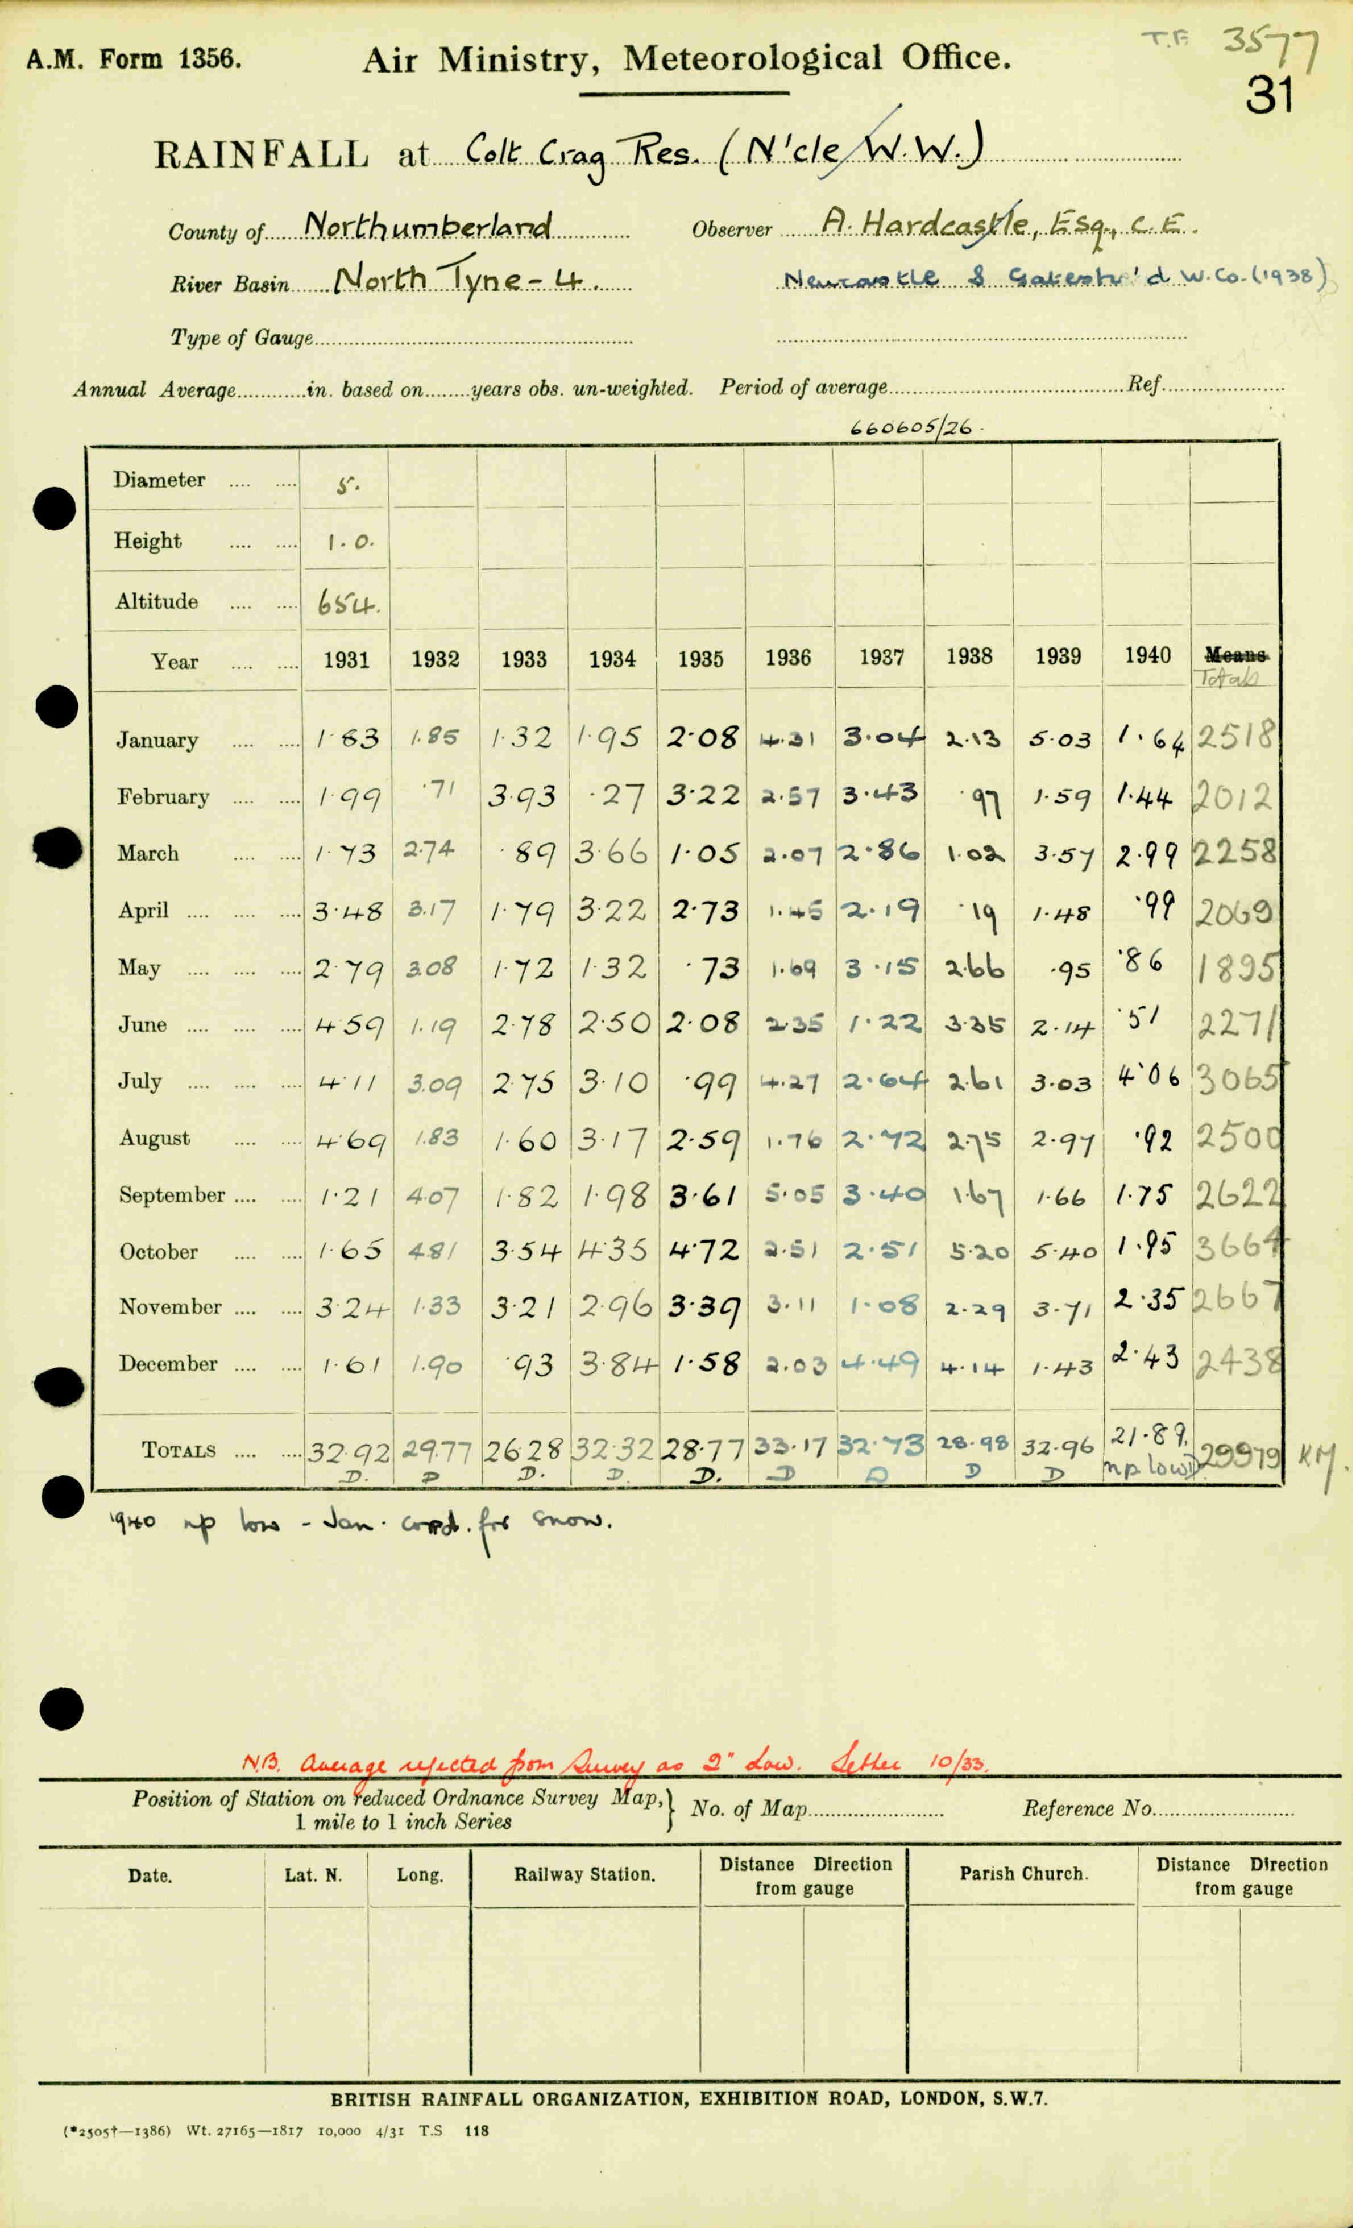 T.F. 3577
A.M. Form 1356. Air Ministry, Meteorological Office.
31
RAINFALL at Colt Crag Res. (N'cle W.W.)
County of Northumberland Observer A. Hardcastle, Esq., C.E.
River Basin North Tyne - 4. Newcastle & Gateshe'd W.Co. (1938)
Type of Gauge
Annual Average in. based on years obs. un-weighted. Period of average Ref.
660605/26.
Diameter 5.
Height 1.0.
Altitude 654.
Year 1931 1932 1933 1934 1935 1936 1937 1938 1939 1940 Means
Totals
January 1.83 1.85 1.32 1.95 2.08 4.31 3.04 2.13 5.03 1.64 2518
February 1.99 .71 3.93 .27 3.22 2.57 3.43 .97 1.59 1.44 2012
March 1.73 2.74 .89 3.66 1.05 2.07 2.86 1.02 3.57 2.99 2258
April 3.48 3.17 1.79 3.22 2.73 1.45 2.19 .19 1.48 .99 2069
May 2.79 3.08 1.72 1.32 .73 1.69 3.15 2.66 .95 .86 1895
June 4.59 1.19 2.78 2.50 2.08 2.35 1.22 3.35 2.14 .51 2271
July 4.11 3.09 2.75 3.10 .99 4.27 2.64 2.61 3.03 4.06 3065
August 4.69 1.83 1.60 3.17 2.59 1.76 2.72 2.75 2.97 .92 2500
September 1.21 4.07 1.82 1.98 3.61 5.05 3.40 1.67 1.66 1.75 2622
October 1.65 4.81 3.54 4.35 4.72 2.51 2.51 5.20 5.40 1.95 3664
November 3.24 1.33 3.21 2.96 3.39 3.11 1.08 2.29 3.71 2.35 2667
December 1.61 1.90 .93 3.84 1.58 2.03 4.49 4.14 1.43 2.43 2438
TOTALS 32.92 29.77 26.28 32.32 28.77 33.17 32.73 28.98 32.96 21.89. 29979 KM.
D. D D. D. D. D D D D np low D
1940 np low - Jan. corrd. for snow.
N.B. Average rejected from Survey as 2" low. Letter 10/33.
Position of Station on reduced Ordnance Survey Map, } No. of Map Reference No.
1 mile to 1 inch Series
Date. Lat. N. Long. Railway Station. Distance Direction from gauge Parish Church. Distance Direction from gauge
BRITISH RAINFALL ORGANIZATION, EXHIBITION ROAD, LONDON, S.W.7.
(*2505†—1386) Wt. 27165—1817 10,000 4/31 T.S 118